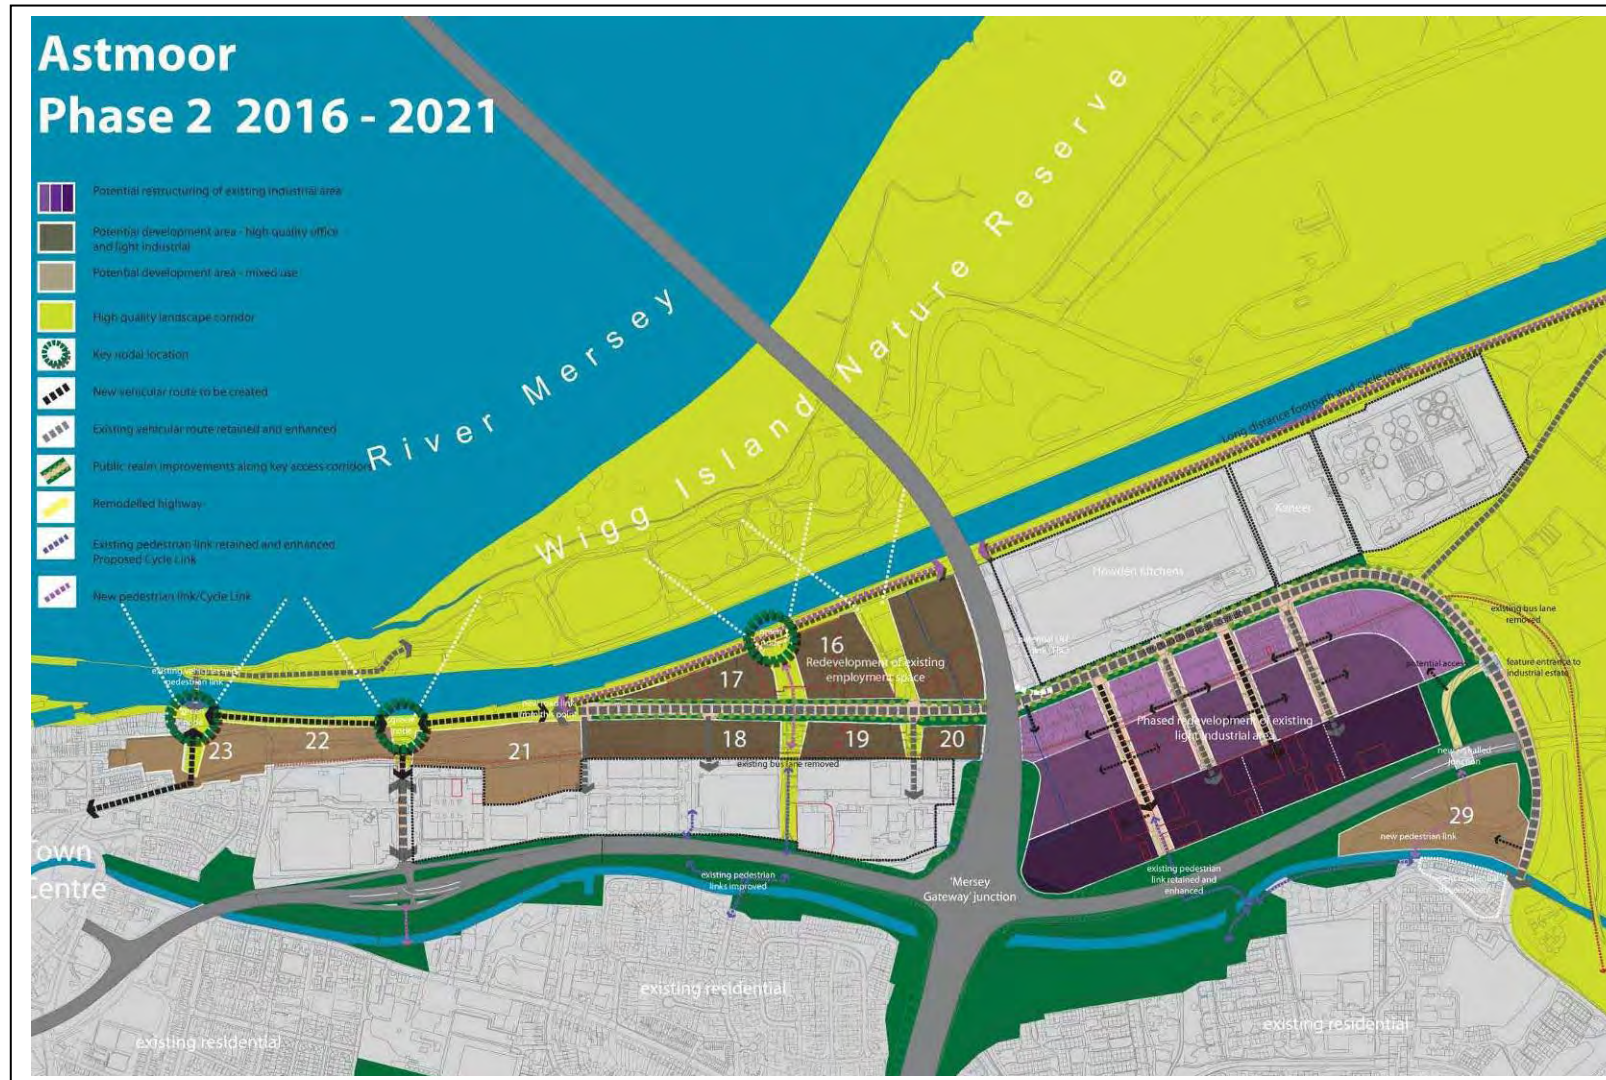 Astmoor
Phase 2 2016 - 2021
Potential restructuring of existing industrial area
Potential development area - high quality office
and light industrial
Potential development area - mixed use
High quality landscape corridor
Key nodal location
New vehicular route to be created
Existing vehicular route retained and enhanced
Public realm improvements along key access corridors
Remodelled highway
Existing pedestrian link retained and enhanced
Proposed Cycle Link
New pedestrian link/Cycle Link
River Mersey
Wigg Island Nature Reserve
Long distance footpath and cycle route
Howden Kitchens
existing bus lane
removed
potential access
feature entrance to
industrial estate
pedestrian link
16
Redevelopment of existing
employment space
17
18
19
20
21
22
23
existing bus lane removed
Phased redevelopment of existing
light industrial area
new signalled
junction
29
new pedestrian link
existing pedestrian
links improved
existing pedestrian
link retained and
enhanced
'Mersey
Gateway' junction
Town
Centre
existing residential
existing residential
existing residential